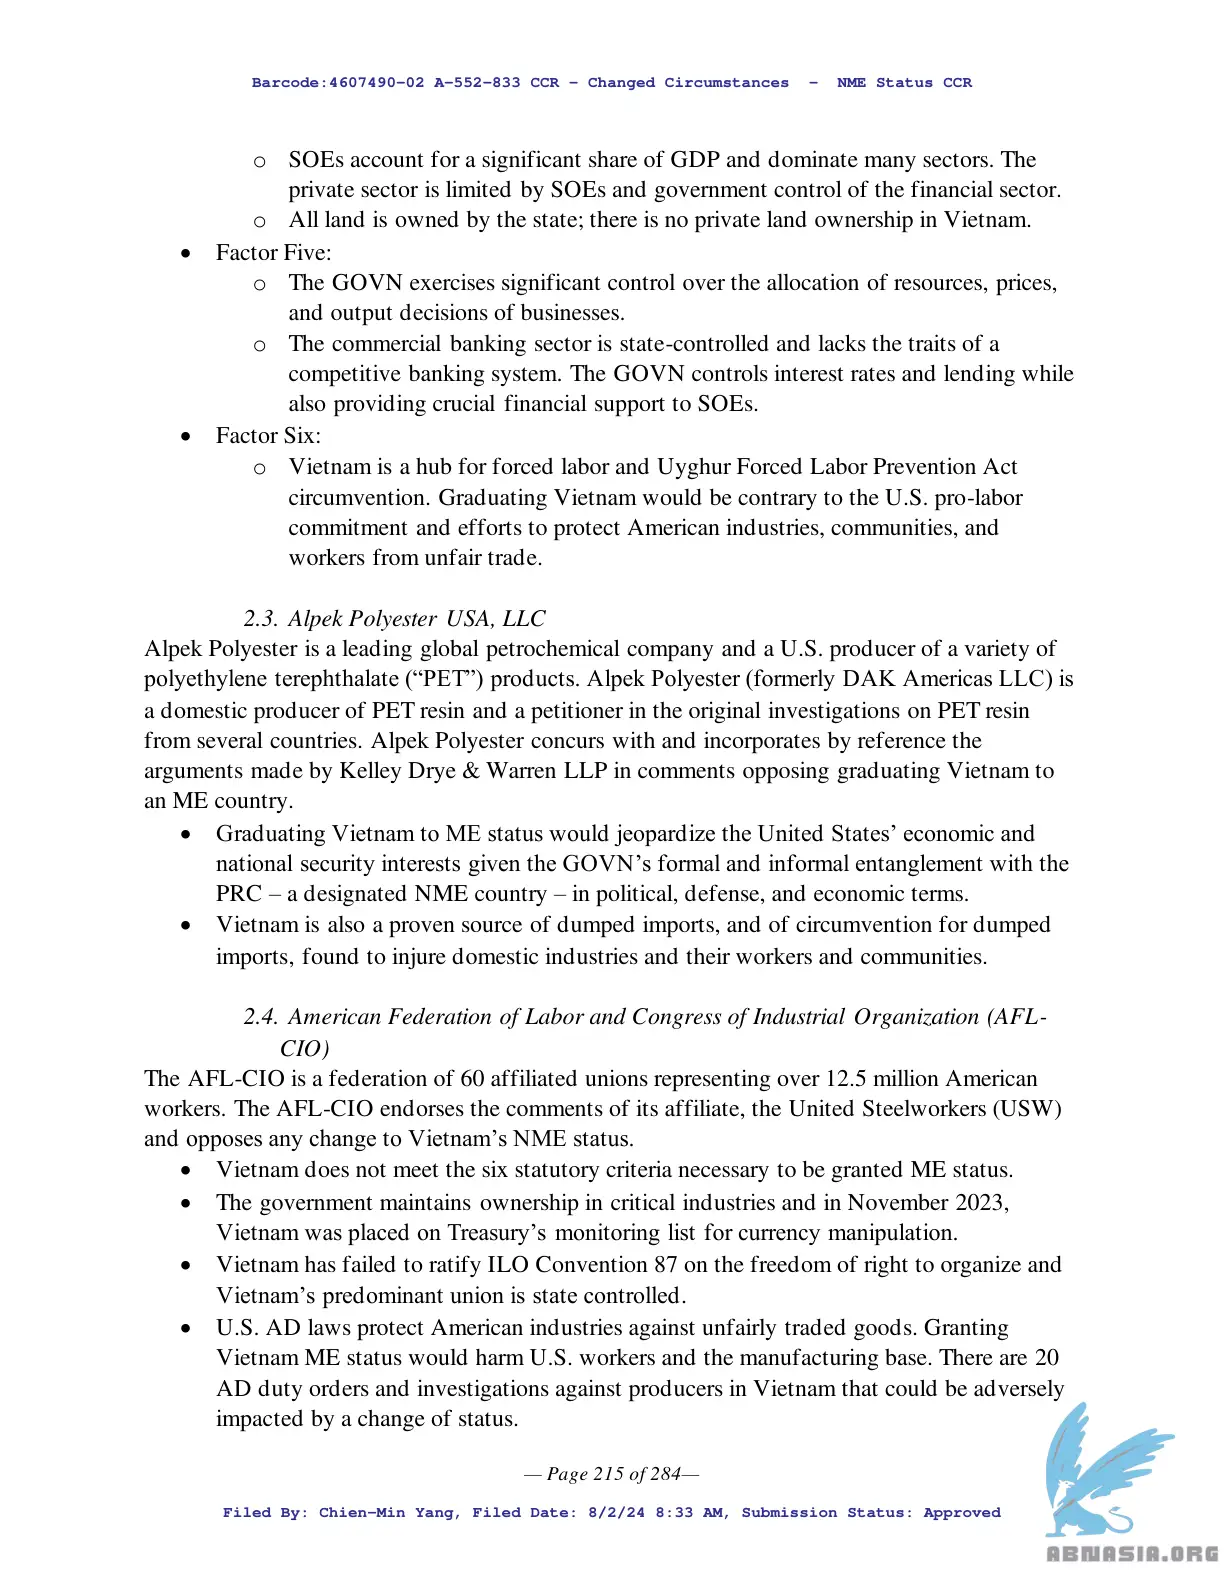 Barcode:4607490-02 A-552-833 CCR - Changed Circumstances - NME Status CCR
o SOEs account for a significant share of GDP and dominate many sectors. The
private sector is limited by SOEs and government control of the financial sector.
o All land is owned by the state; there is no private land ownership in Vietnam.
• Factor Five:
o The GOVN exercises significant control over the allocation of resources, prices,
and output decisions of businesses.
o The commercial banking sector is state-controlled and lacks the traits of a
competitive banking system. The GOVN controls interest rates and lending while
also providing crucial financial support to SOEs.
• Factor Six:
o Vietnam is a hub for forced labor and Uyghur Forced Labor Prevention Act
circumvention. Graduating Vietnam would be contrary to the U.S. pro-labor
commitment and efforts to protect American industries, communities, and
workers from unfair trade.
2.3. Alpek Polyester USA, LLC
Alpek Polyester is a leading global petrochemical company and a U.S. producer of a variety of
polyethylene terephthalate (“PET”) products. Alpek Polyester (formerly DAK Americas LLC) is
a domestic producer of PET resin and a petitioner in the original investigations on PET resin
from several countries. Alpek Polyester concurs with and incorporates by reference the
arguments made by Kelley Drye & Warren LLP in comments opposing graduating Vietnam to
an ME country.
• Graduating Vietnam to ME status would jeopardize the United States’ economic and
national security interests given the GOVN’s formal and informal entanglement with the
PRC – a designated NME country – in political, defense, and economic terms.
• Vietnam is also a proven source of dumped imports, and of circumvention for dumped
imports, found to injure domestic industries and their workers and communities.
2.4. American Federation of Labor and Congress of Industrial Organization (AFL-
CIO)
The AFL-CIO is a federation of 60 affiliated unions representing over 12.5 million American
workers. The AFL-CIO endorses the comments of its affiliate, the United Steelworkers (USW)
and opposes any change to Vietnam’s NME status.
• Vietnam does not meet the six statutory criteria necessary to be granted ME status.
• The government maintains ownership in critical industries and in November 2023,
Vietnam was placed on Treasury’s monitoring list for currency manipulation.
• Vietnam has failed to ratify ILO Convention 87 on the freedom of right to organize and
Vietnam’s predominant union is state controlled.
• U.S. AD laws protect American industries against unfairly traded goods. Granting
Vietnam ME status would harm U.S. workers and the manufacturing base. There are 20
AD duty orders and investigations against producers in Vietnam that could be adversely
impacted by a change of status.
— Page 215 of 284—
Filed By: Chien-Min Yang, Filed Date: 8/2/24 8:33 AM, Submission Status: Approved
ABNASIA.ORG